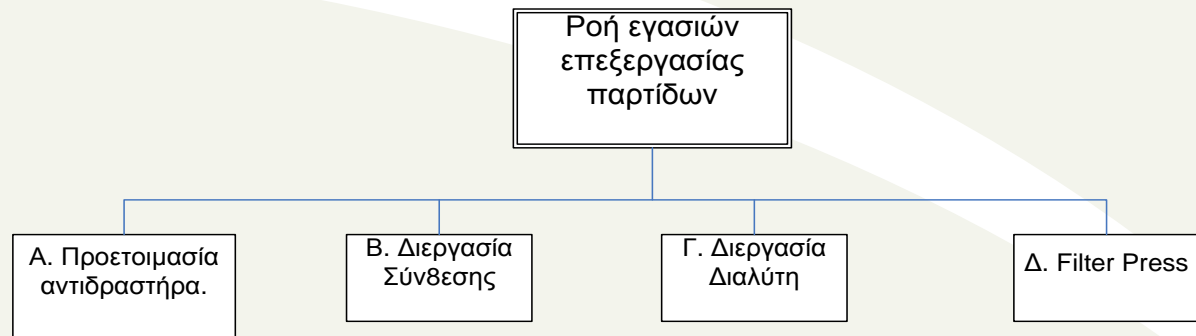 Ροή εγασιών
επεξεργασίας
παρτίδων
Α. Προετοιμασία
αντιδραστήρα.
Β. Διεργασία
Σύν8εσης
Γ. Διεργασία
Διαλύτη
Δ. Filter Press